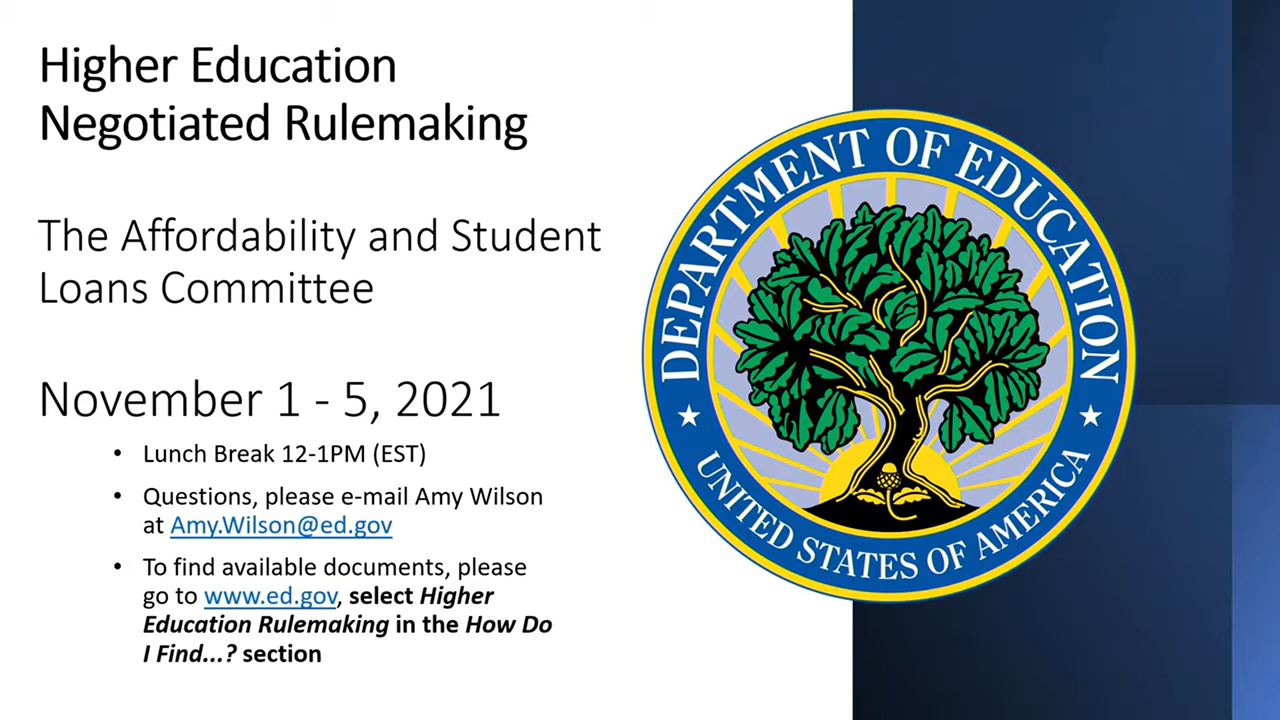 Higher Education
Negotiated Rulemaking
The Affordability and Student
Loans Committee
November 1 - 5, 2021
• Lunch Break 12-1PM (EST)
• Questions, please e-mail Amy Wilson
at Amy.Wilson@ed.gov
• To find available documents, please
go to www.ed.gov, select Higher
Education Rulemaking in the How Do
I Find...? section
DEPARTMENT OF EDUCATION
UNITED STATES OF AMERICA